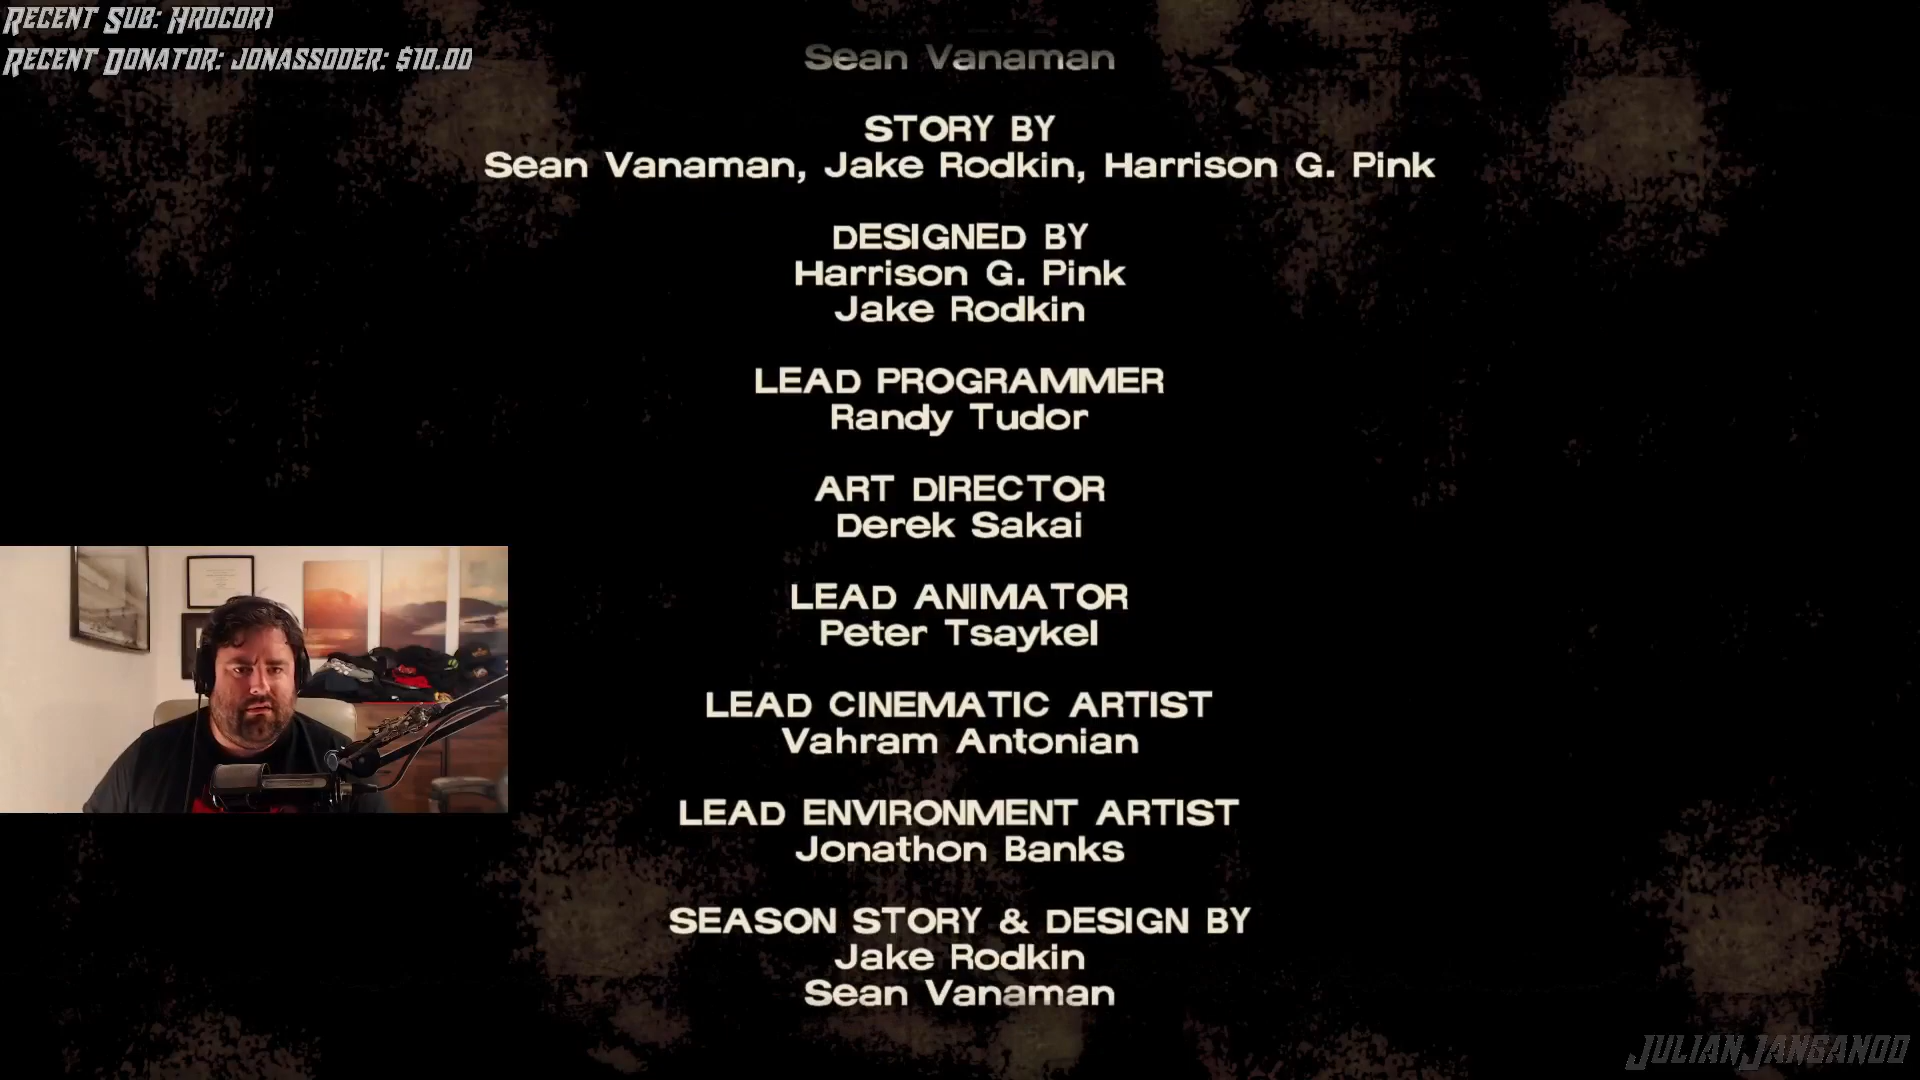 Recent Sub: Hrocor1
Recent Donator: jonassoder: $10.00
Sean Vanaman
STORY BY
Sean Vanaman, Jake Rodkin, Harrison G. Pink
DESIGNED BY
Harrison G. Pink
Jake Rodkin
LEAD PROGRAMMER
Randy Tudor
ART DIRECTOR
Derek Sakai
LEAD ANIMATOR
Peter Tsaykel
LEAD CINEMATIC ARTIST
Vahram Antonian
LEAD ENVIRONMENT ARTIST
Jonathon Banks
SEASON STORY & DESIGN BY
Jake Rodkin
Sean Vanaman